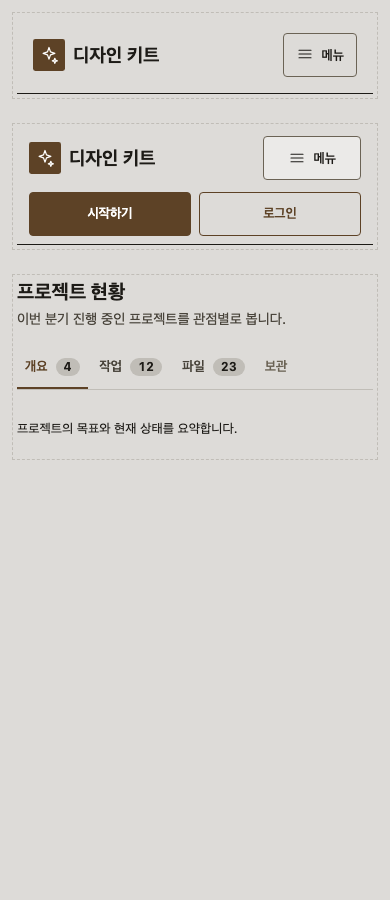 디자인 키트
메뉴
디자인 키트
메뉴
시작하기
로그인
프로젝트 현황
이번 분기 진행 중인 프로젝트를 관점별로 봅니다.
개요 4 작업 12 파일 23 보관
프로젝트의 목표와 현재 상태를 요약합니다.